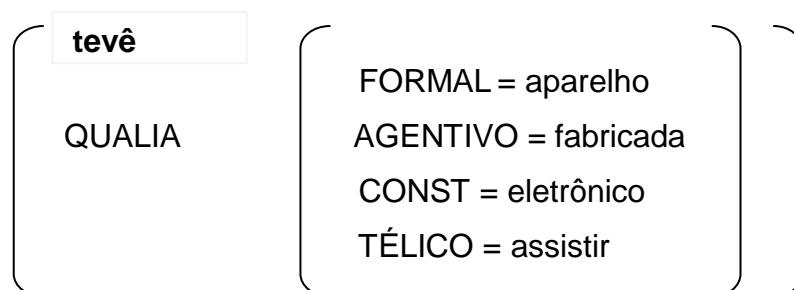 tevê
FORMAL = aparelho
QUALIA AGENTIVO = fabricada
CONST = eletrônico
TÉLICO = assistir